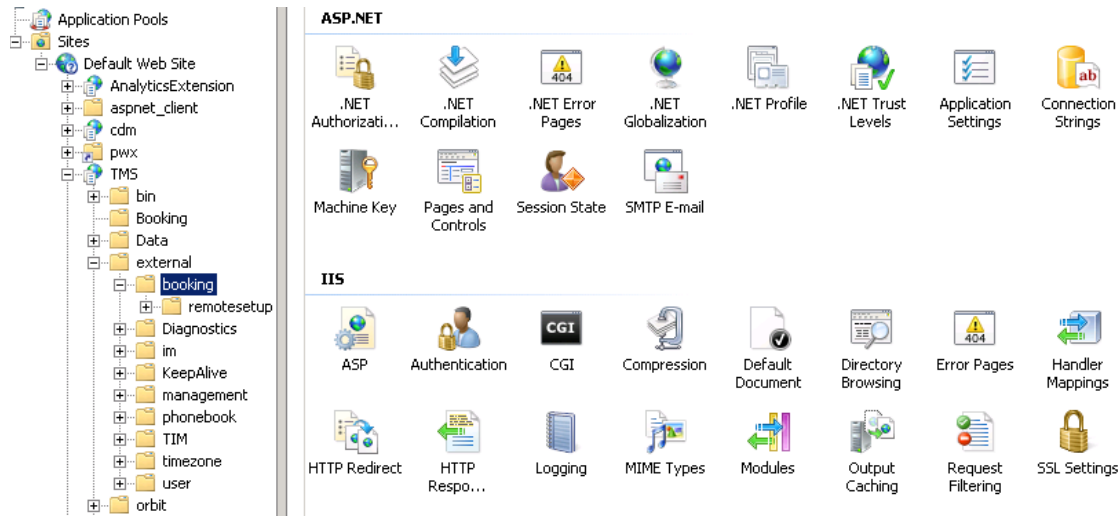 Application Pools
Sites
Default Web Site
AnalyticsExtension
aspnet_client
cdm
pwx
TMS
bin
Booking
Data
external
booking
remotesetup
Diagnostics
im
KeepAlive
management
phonebook
TIM
timezone
user
orbit
ASP.NET
.NET Authorizati...
.NET Compilation
404
.NET Error Pages
.NET Globalization
.NET Profile
.NET Trust Levels
Application Settings
ab
Connection Strings
Machine Key
Pages and Controls
Session State
SMTP E-mail
IIS
ASP
Authentication
CGI
CGI
Compression
Default Document
Directory Browsing
404
Error Pages
Handler Mappings
HTTP Redirect
HTTP Respo...
Logging
MIME Types
Modules
Output Caching
Request Filtering
SSL Settings